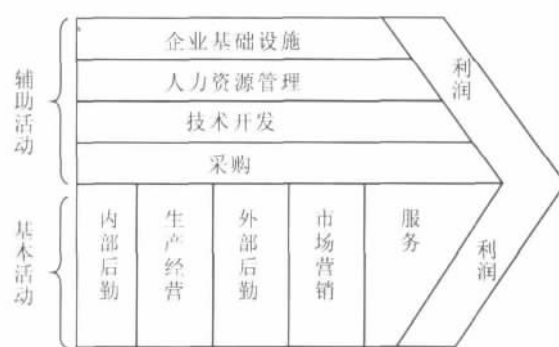 企业基础设施
人力资源管理
技术开发
采购
辅助活动
利润
基本活动
内部后勤
生产经营
外部后勤
市场营销
服务
利润